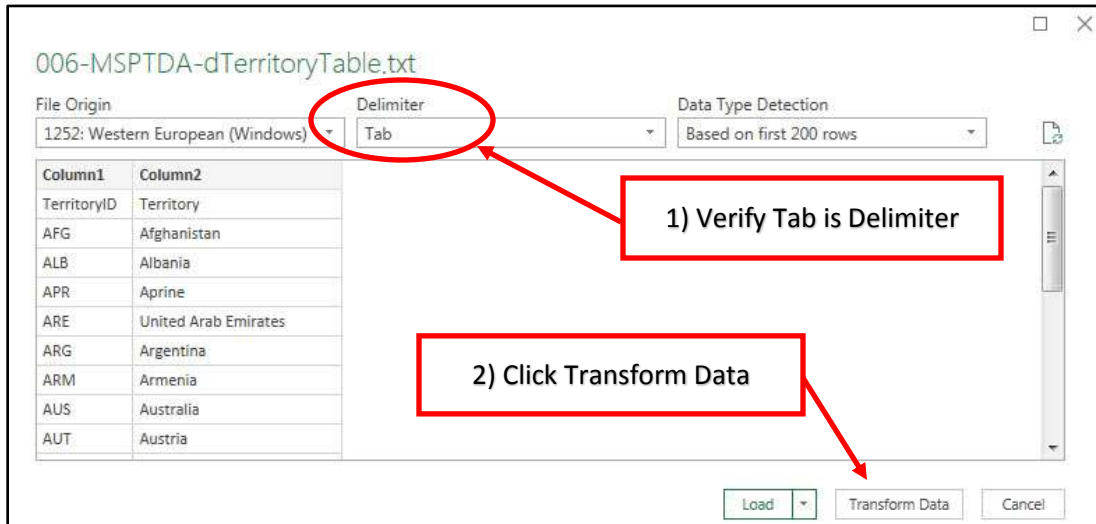 006-MSPTDA-dTerritoryTable.txt
File Origin Delimiter Data Type Detection
1252: Western European (Windows) Tab Based on first 200 rows
Column1 Column2
TerritoryID Territory
AFG Afghanistan
ALB Albania
APR Aprine
ARE United Arab Emirates
ARG Argentina
ARM Armenia
AUS Australia
AUT Austria
1) Verify Tab is Delimiter
2) Click Transform Data
Load Transform Data Cancel